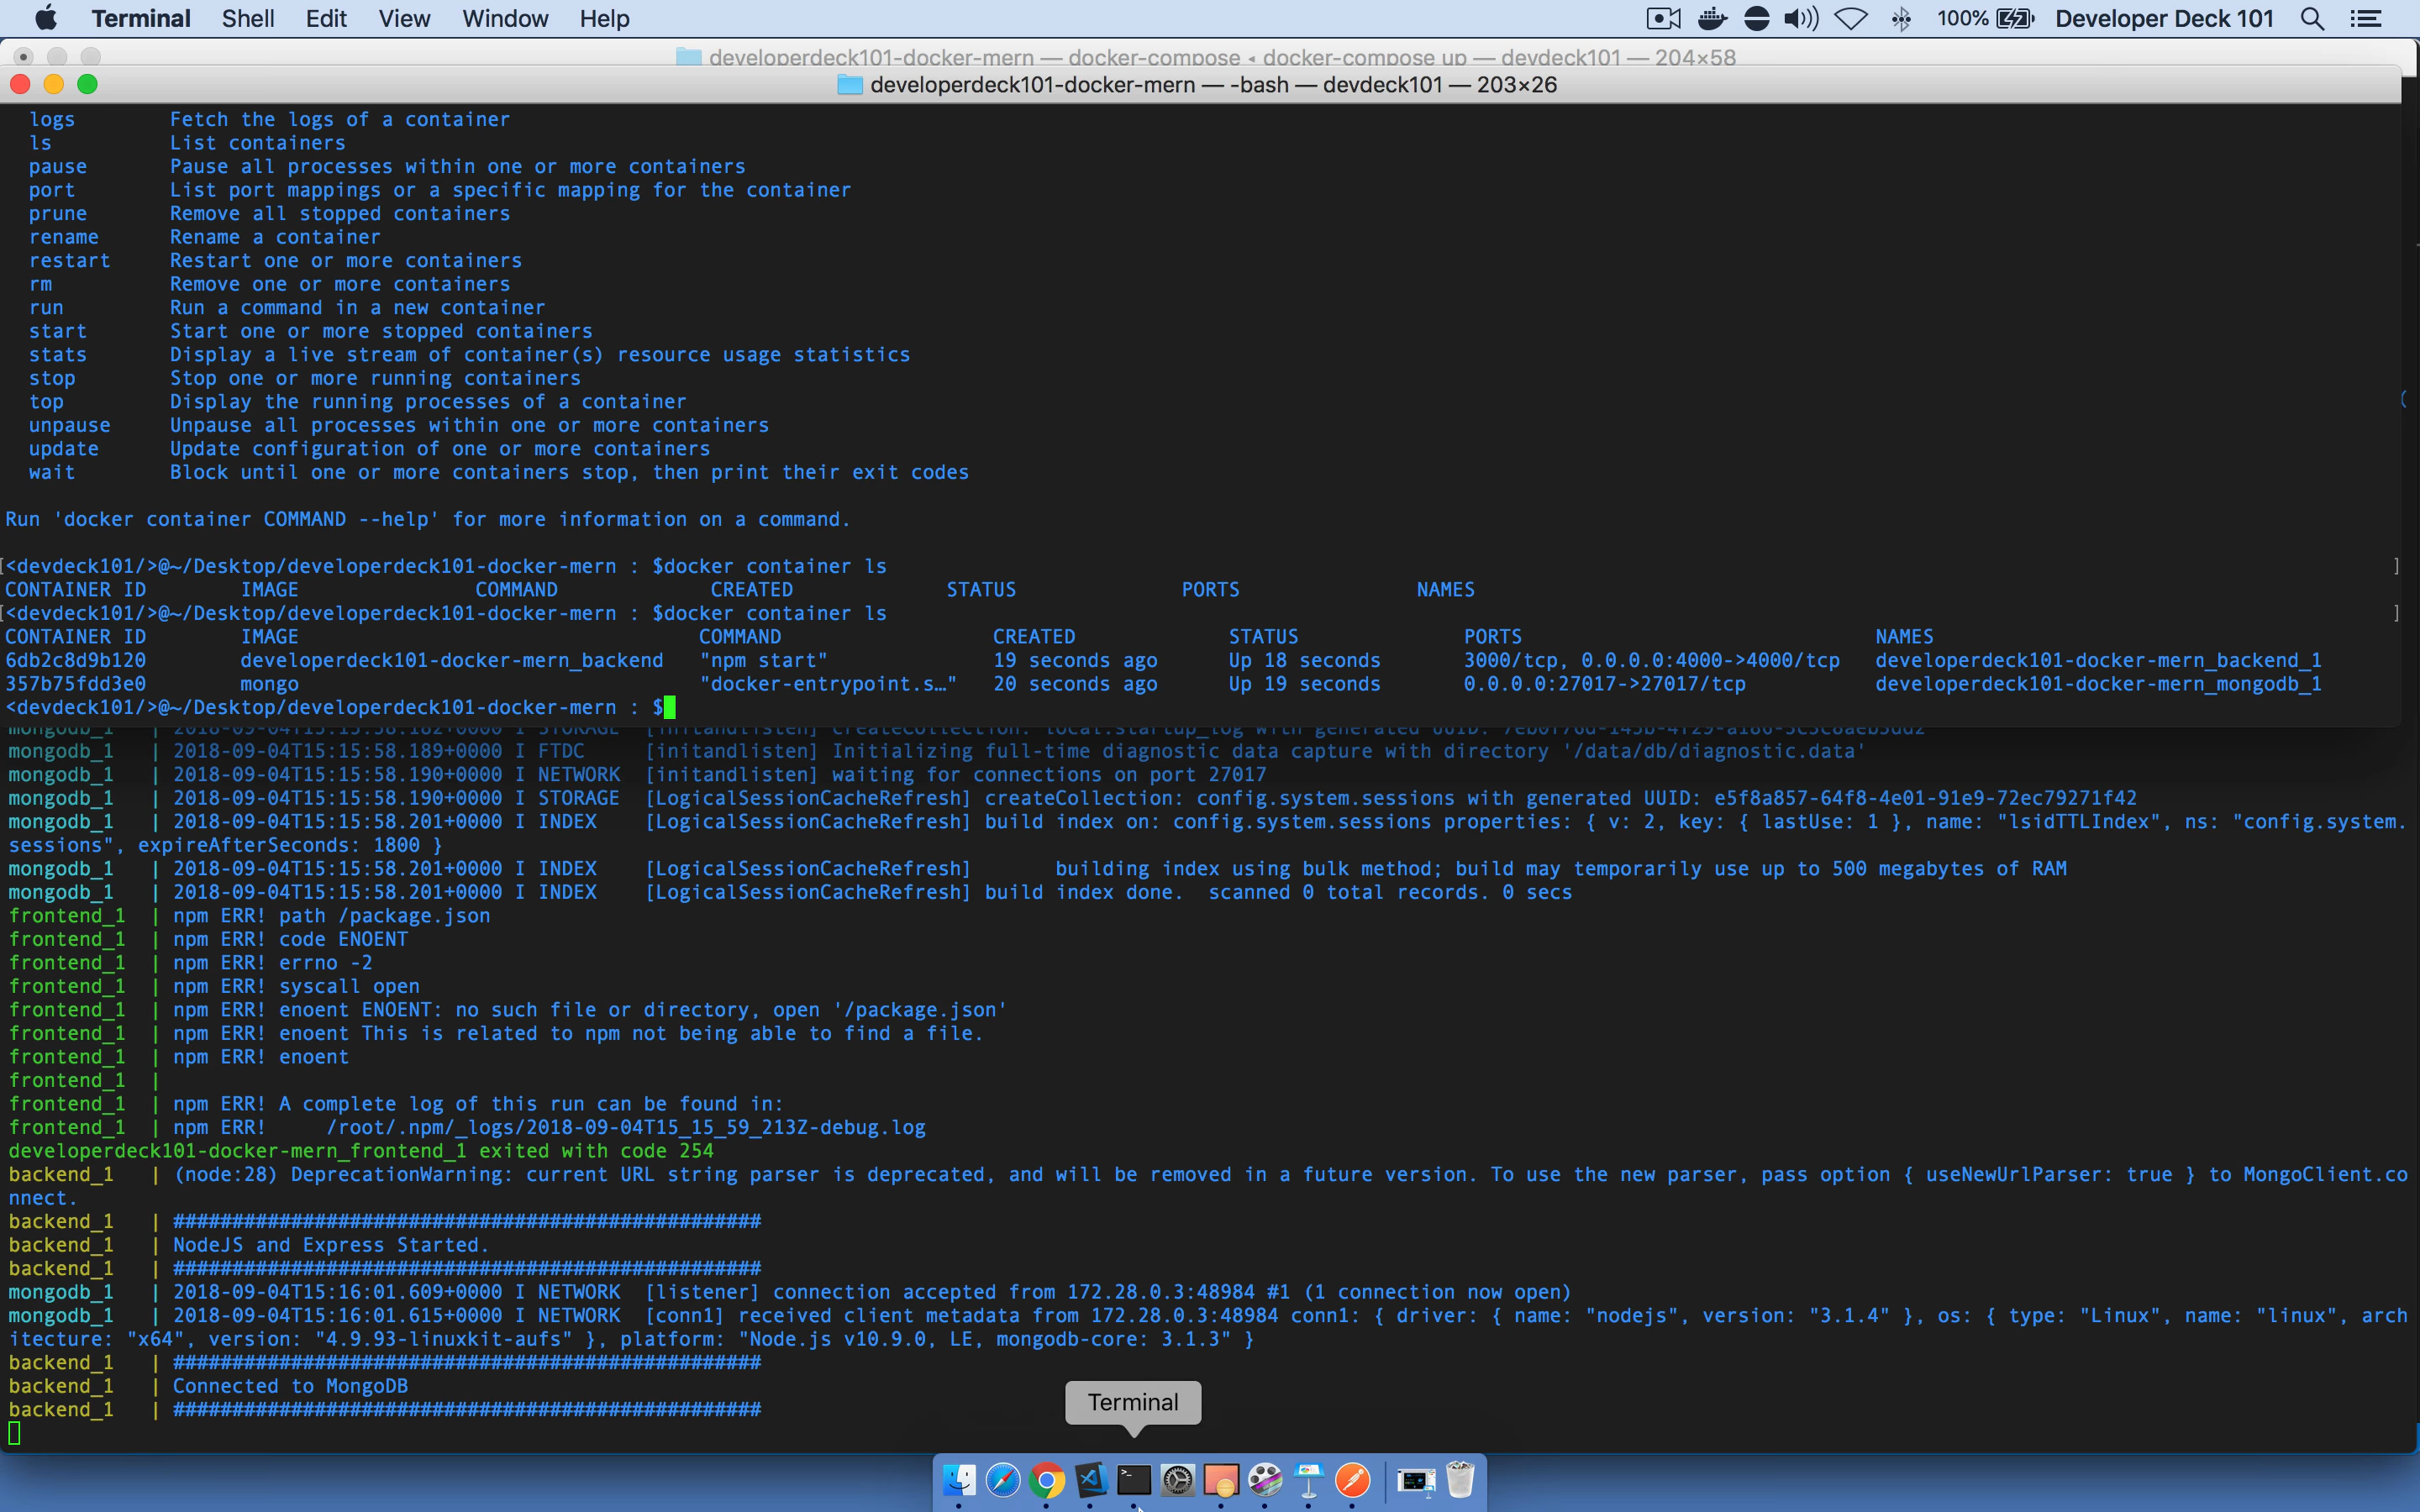 Terminal Shell Edit View Window Help 100% Developer Deck 101
developerdeck101-docker-mern — docker-compose ◂ docker-compose up — devdeck101 — 204×58
developerdeck101-docker-mern — -bash — devdeck101 — 203×26
logs Fetch the logs of a container
ls List containers
pause Pause all processes within one or more containers
port List port mappings or a specific mapping for the container
prune Remove all stopped containers
rename Rename a container
restart Restart one or more containers
rm Remove one or more containers
run Run a command in a new container
start Start one or more stopped containers
stats Display a live stream of container(s) resource usage statistics
stop Stop one or more running containers
top Display the running processes of a container
unpause Unpause all processes within one or more containers
update Update configuration of one or more containers
wait Block until one or more containers stop, then print their exit codes
Run 'docker container COMMAND --help' for more information on a command.
[<devdeck101/>@~/Desktop/developerdeck101-docker-mern : $docker container ls ]
CONTAINER ID IMAGE COMMAND CREATED STATUS PORTS NAMES
[<devdeck101/>@~/Desktop/developerdeck101-docker-mern : $docker container ls ]
CONTAINER ID IMAGE COMMAND CREATED STATUS PORTS NAMES
6db2c8d9b120 developerdeck101-docker-mern_backend "npm start" 19 seconds ago Up 18 seconds 3000/tcp, 0.0.0.0:4000->4000/tcp developerdeck101-docker-mern_backend_1
357b75fdd3e0 mongo "docker-entrypoint.s…" 20 seconds ago Up 19 seconds 0.0.0.0:27017->27017/tcp developerdeck101-docker-mern_mongodb_1
<devdeck101/>@~/Desktop/developerdeck101-docker-mern : $
mongodb_1 | 2018-09-04T15:15:58.182+0000 I STORAGE [initandlisten] createCollection: local.startup_log with generated UUID:
mongodb_1 | 2018-09-04T15:15:58.189+0000 I FTDC [initandlisten] Initializing full-time diagnostic data capture with directory '/data/db/diagnostic.data'
mongodb_1 | 2018-09-04T15:15:58.190+0000 I NETWORK [initandlisten] waiting for connections on port 27017
mongodb_1 | 2018-09-04T15:15:58.190+0000 I STORAGE [LogicalSessionCacheRefresh] createCollection: config.system.sessions with generated UUID: e5f8a857-64f8-4e01-91e9-72ec79271f42
mongodb_1 | 2018-09-04T15:15:58.201+0000 I INDEX [LogicalSessionCacheRefresh] build index on: config.system.sessions properties: { v: 2, key: { lastUse: 1 }, name: "lsidTTLIndex", ns: "config.system.
sessions", expireAfterSeconds: 1800 }
mongodb_1 | 2018-09-04T15:15:58.201+0000 I INDEX [LogicalSessionCacheRefresh] building index using bulk method; build may temporarily use up to 500 megabytes of RAM
mongodb_1 | 2018-09-04T15:15:58.201+0000 I INDEX [LogicalSessionCacheRefresh] build index done. scanned 0 total records. 0 secs
frontend_1 | npm ERR! path /package.json
frontend_1 | npm ERR! code ENOENT
frontend_1 | npm ERR! errno -2
frontend_1 | npm ERR! syscall open
frontend_1 | npm ERR! enoent ENOENT: no such file or directory, open '/package.json'
frontend_1 | npm ERR! enoent This is related to npm not being able to find a file.
frontend_1 | npm ERR! enoent
frontend_1 |
frontend_1 | npm ERR! A complete log of this run can be found in:
frontend_1 | npm ERR! /root/.npm/_logs/2018-09-04T15_15_59_213Z-debug.log
developerdeck101-docker-mern_frontend_1 exited with code 254
backend_1 | (node:28) DeprecationWarning: current URL string parser is deprecated, and will be removed in a future version. To use the new parser, pass option { useNewUrlParser: true } to MongoClient.co
nnect.
backend_1 | ##################################################
backend_1 | NodeJS and Express Started.
backend_1 | ##################################################
mongodb_1 | 2018-09-04T15:16:01.609+0000 I NETWORK [listener] connection accepted from 172.28.0.3:48984 #1 (1 connection now open)
mongodb_1 | 2018-09-04T15:16:01.615+0000 I NETWORK [conn1] received client metadata from 172.28.0.3:48984 conn1: { driver: { name: "nodejs", version: "3.1.4" }, os: { type: "Linux", name: "linux", arch
itecture: "x64", version: "4.9.93-linuxkit-aufs" }, platform: "Node.js v10.9.0, LE, mongodb-core: 3.1.3" }
backend_1 | ##################################################
backend_1 | Connected to MongoDB
backend_1 | ##################################################
Terminal